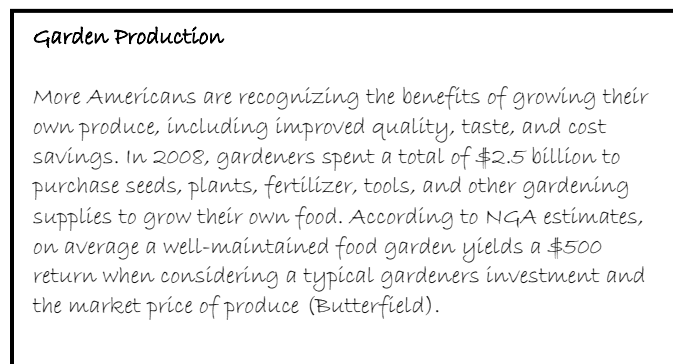 Garden Production
More Americans are recognizing the benefits of growing their
own produce, including improved quality, taste, and cost
savings. In 2008, gardeners spent a total of $2.5 billion to
purchase seeds, plants, fertilizer, tools, and other gardening
supplies to grow their own food. According to NGA estimates,
on average a well-maintained food garden yields a $500
return when considering a typical gardeners investment and
the market price of produce (Butterfield).